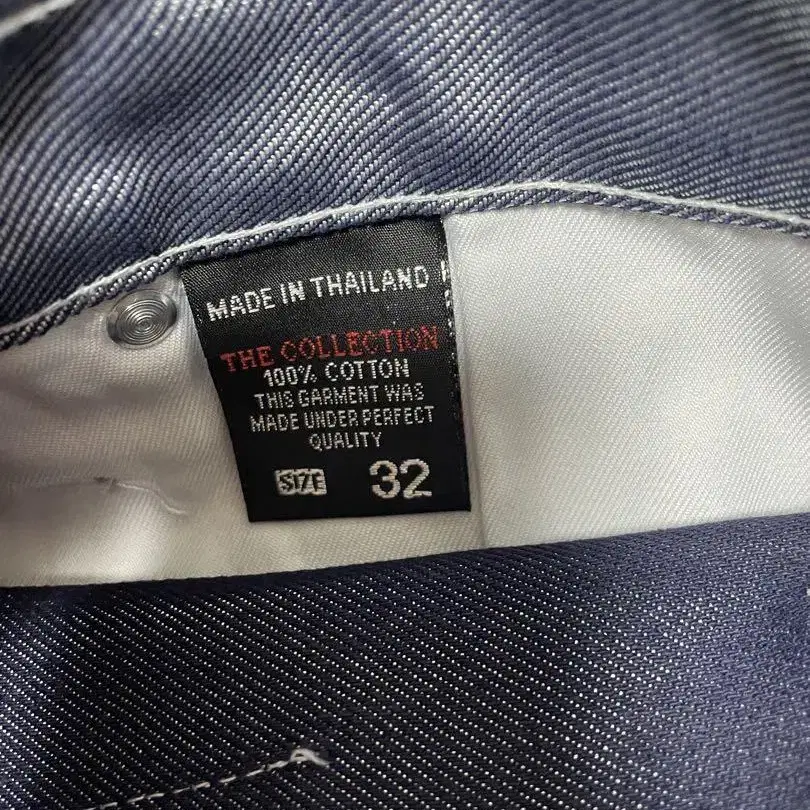 MADE IN THAILAND
THE COLLECTION
100% COTTON
THIS GARMENT WAS
MADE UNDER PERFECT
QUALITY
SIZE 32